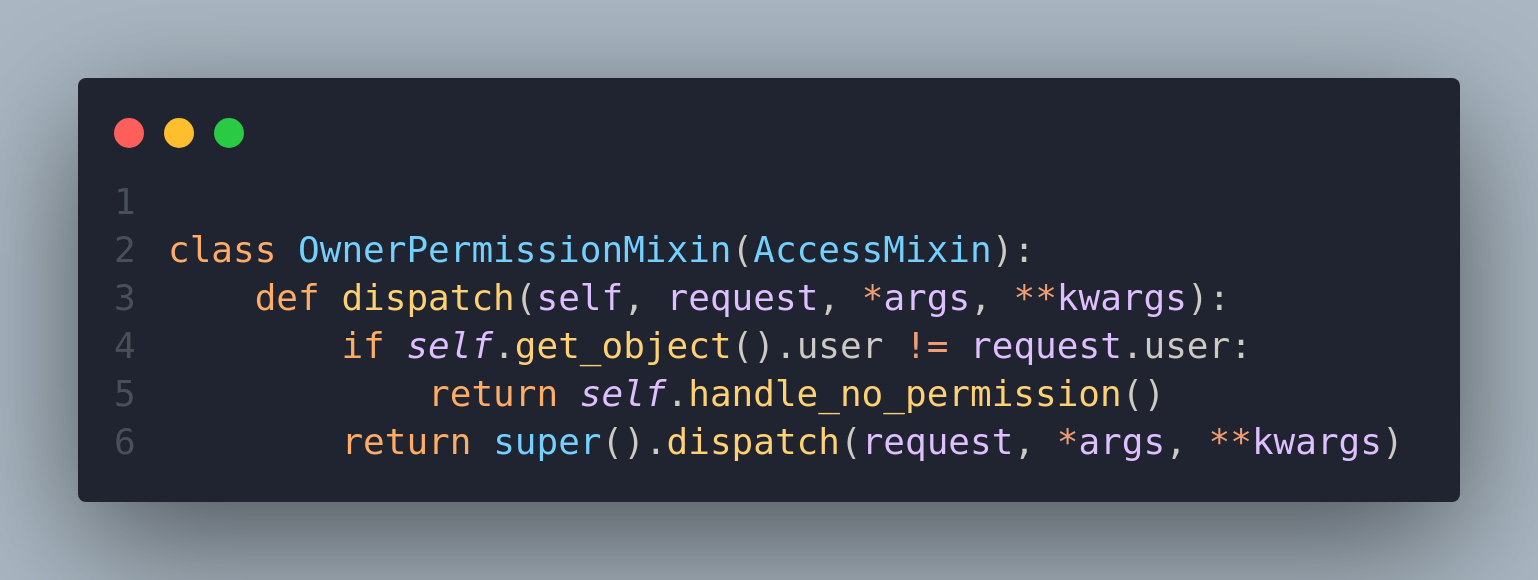 1
2 class OwnerPermissionMixin(AccessMixin):
3     def dispatch(self, request, *args, **kwargs):
4         if self.get_object().user != request.user:
5             return self.handle_no_permission()
6         return super().dispatch(request, *args, **kwargs)